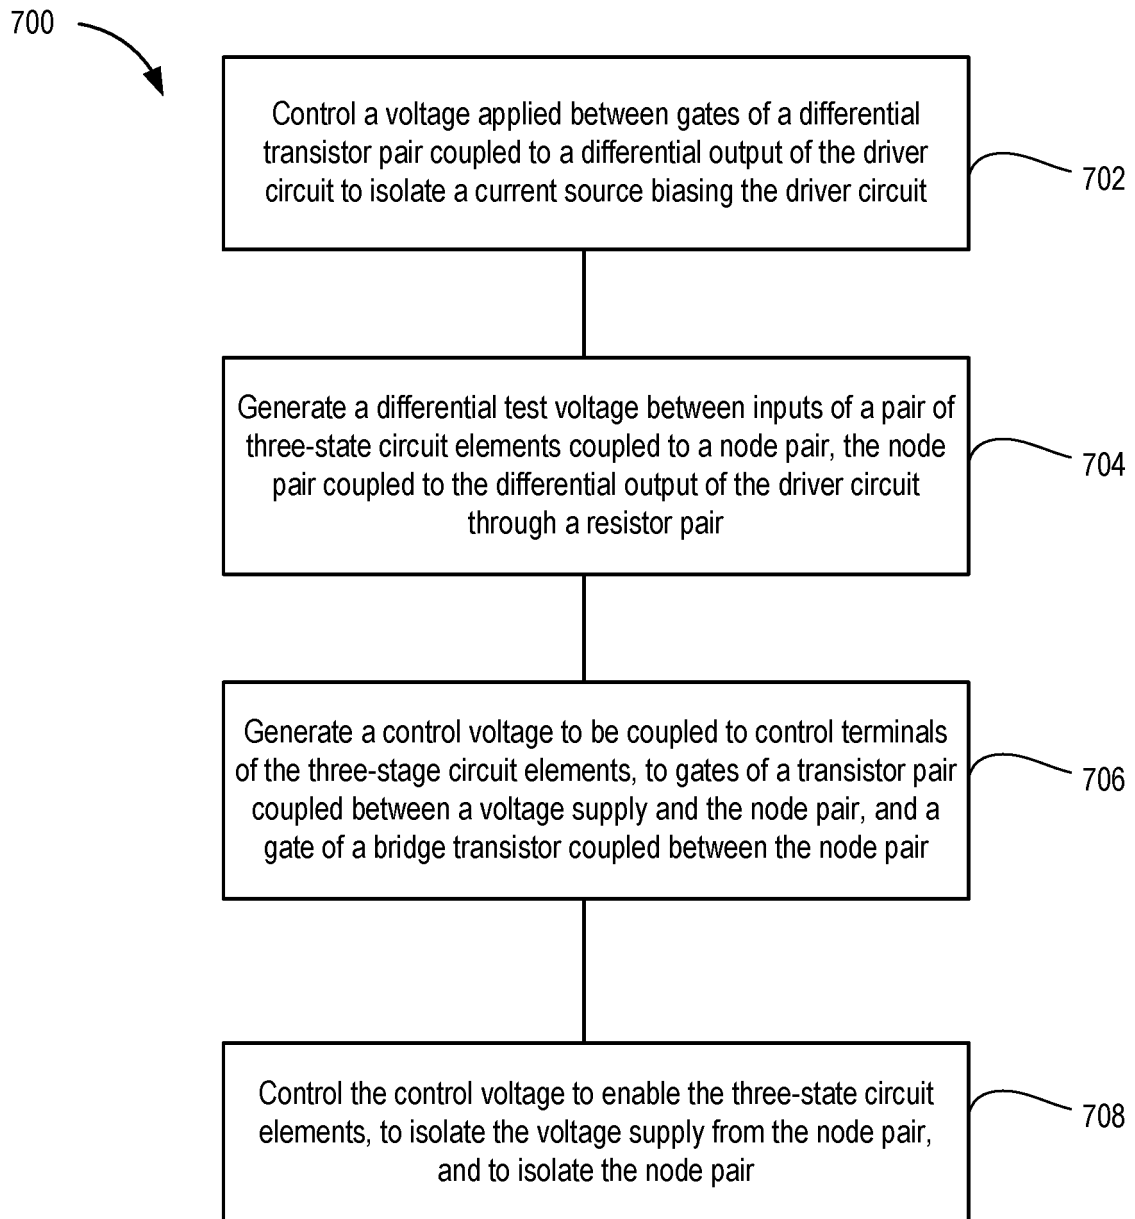 700
Control a voltage applied between gates of a differential
transistor pair coupled to a differential output of the driver
circuit to isolate a current source biasing the driver circuit
702
Generate a differential test voltage between inputs of a pair of
three-state circuit elements coupled to a node pair, the node
pair coupled to the differential output of the driver circuit
through a resistor pair
704
Generate a control voltage to be coupled to control terminals
of the three-stage circuit elements, to gates of a transistor pair
coupled between a voltage supply and the node pair, and a
gate of a bridge transistor coupled between the node pair
706
Control the control voltage to enable the three-state circuit
elements, to isolate the voltage supply from the node pair,
and to isolate the node pair
708